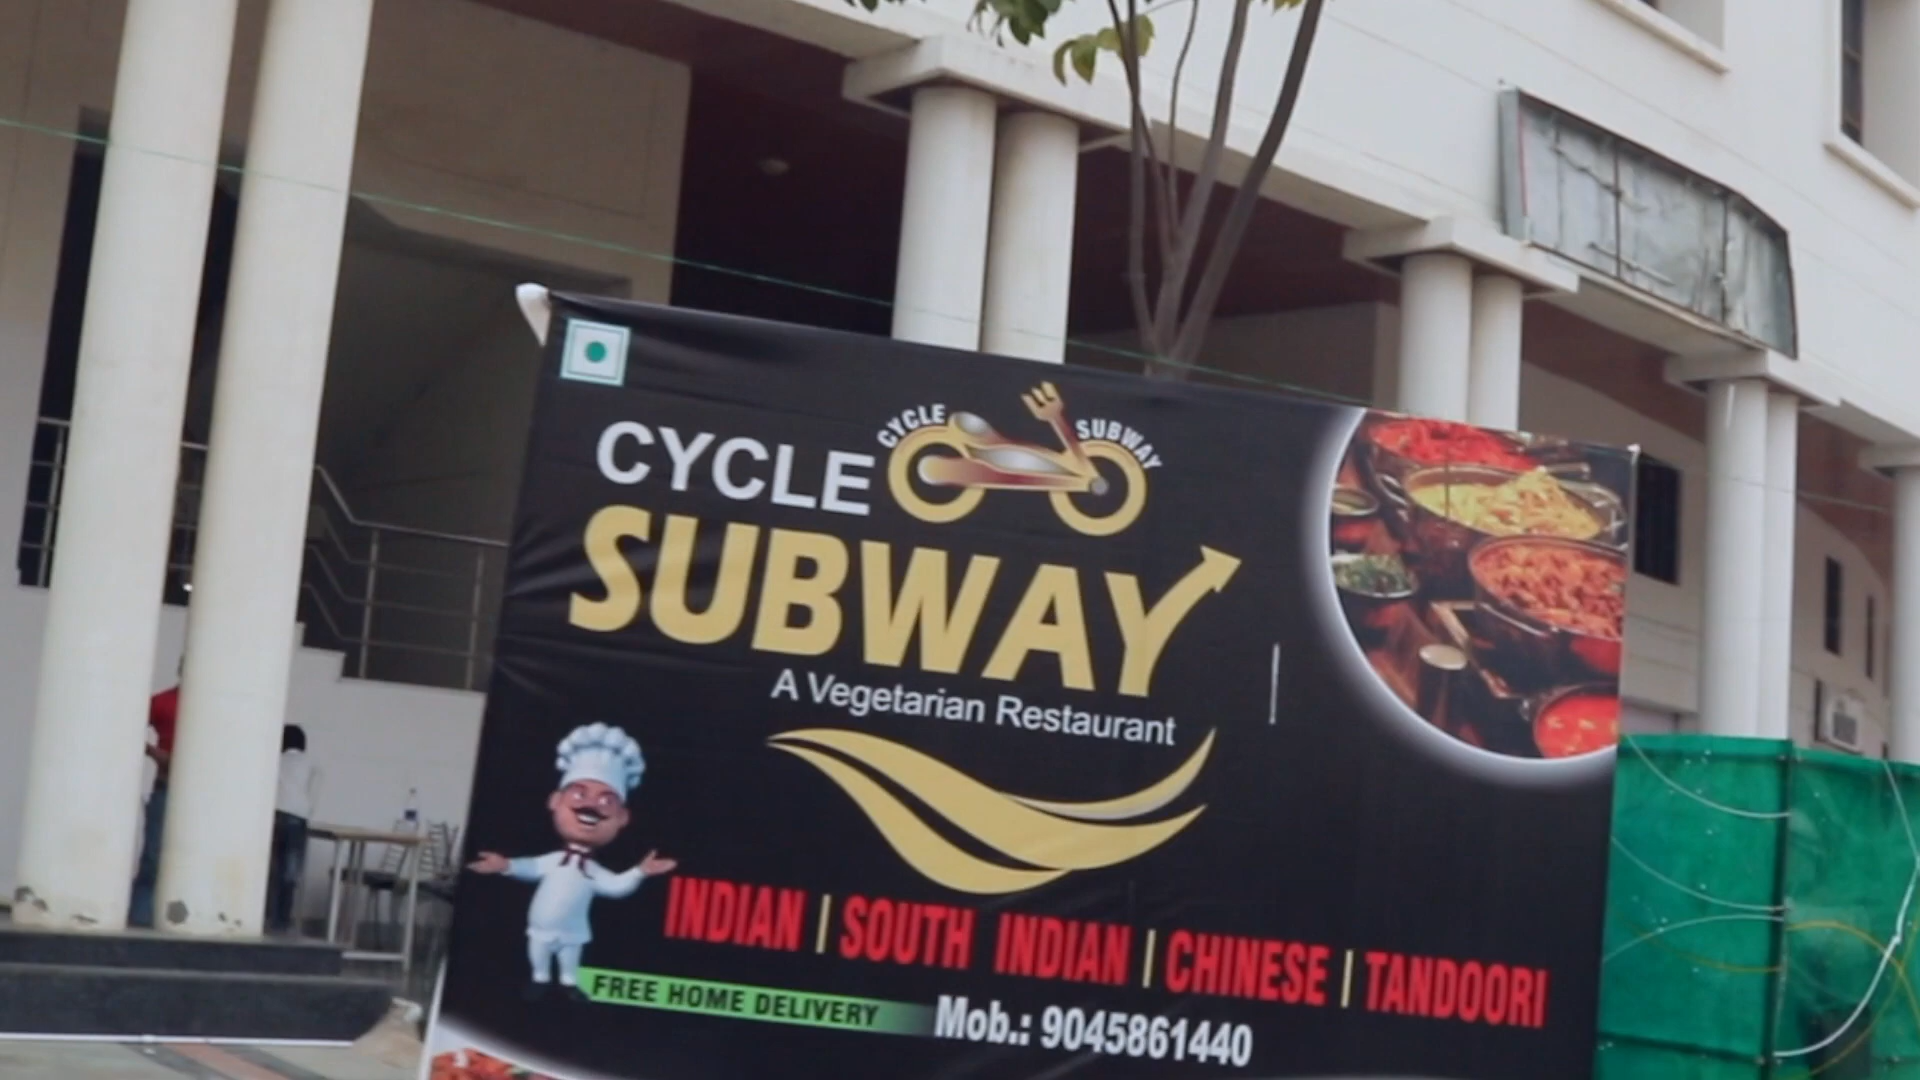 CYCLE
CYCLE SUBWAY
SUBWAY
A Vegetarian Restaurant
INDIAN | SOUTH INDIAN | CHINESE | TANDOORI
FREE HOME DELIVERY
Mob.: 9045861440